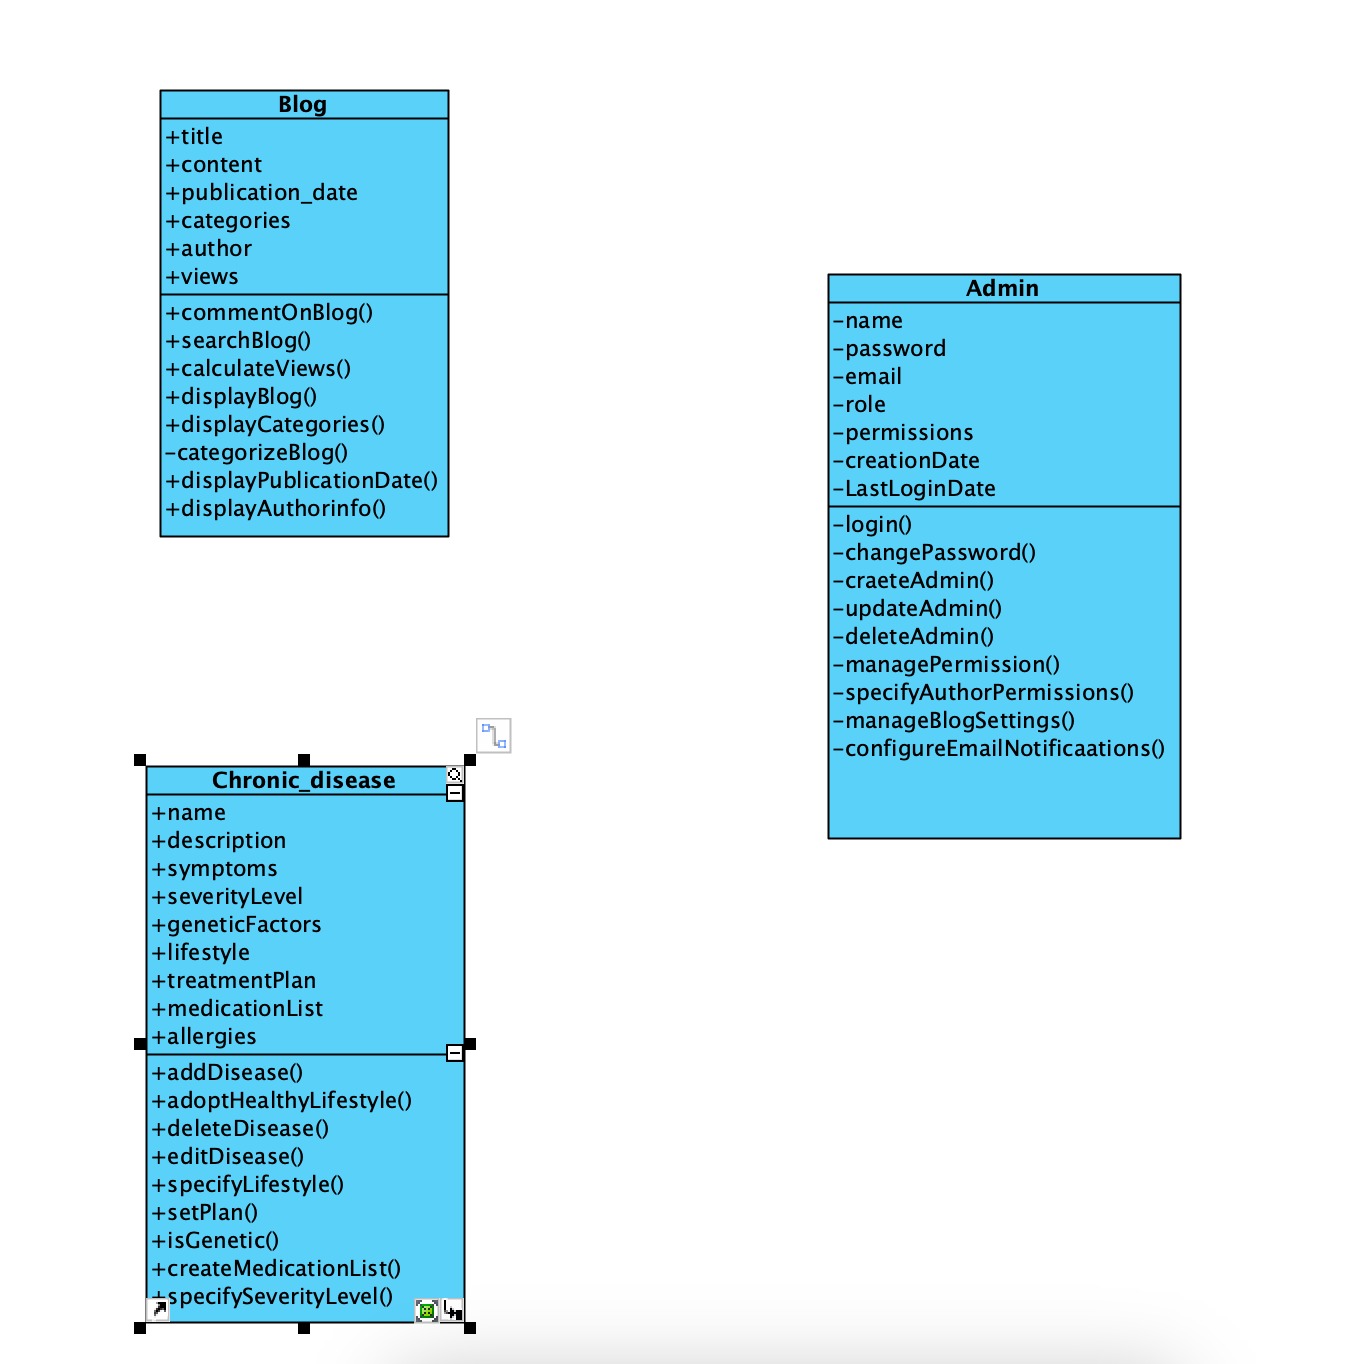 Blog
+title
+content
+publication_date
+categories
+author
+views
+commentOnBlog()
+searchBlog()
+calculateViews()
+displayBlog()
+displayCategories()
-categorizeBlog()
+displayPublicationDate()
+displayAuthorinfo()
Admin
-name
-password
-email
-role
-permissions
-creationDate
-LastLoginDate
-login()
-changePassword()
-craeteAdmin()
-updateAdmin()
-deleteAdmin()
-managePermission()
-specifyAuthorPermissions()
-manageBlogSettings()
-configureEmailNotificaations()
Chronic_disease
+name
+description
+symptoms
+severityLevel
+geneticFactors
+lifestyle
+treatmentPlan
+medicationList
+allergies
+addDisease()
+adoptHealthyLifestyle()
+deleteDisease()
+editDisease()
+specifyLifestyle()
+setPlan()
+isGenetic()
+createMedicationList()
+specifySeverityLevel()